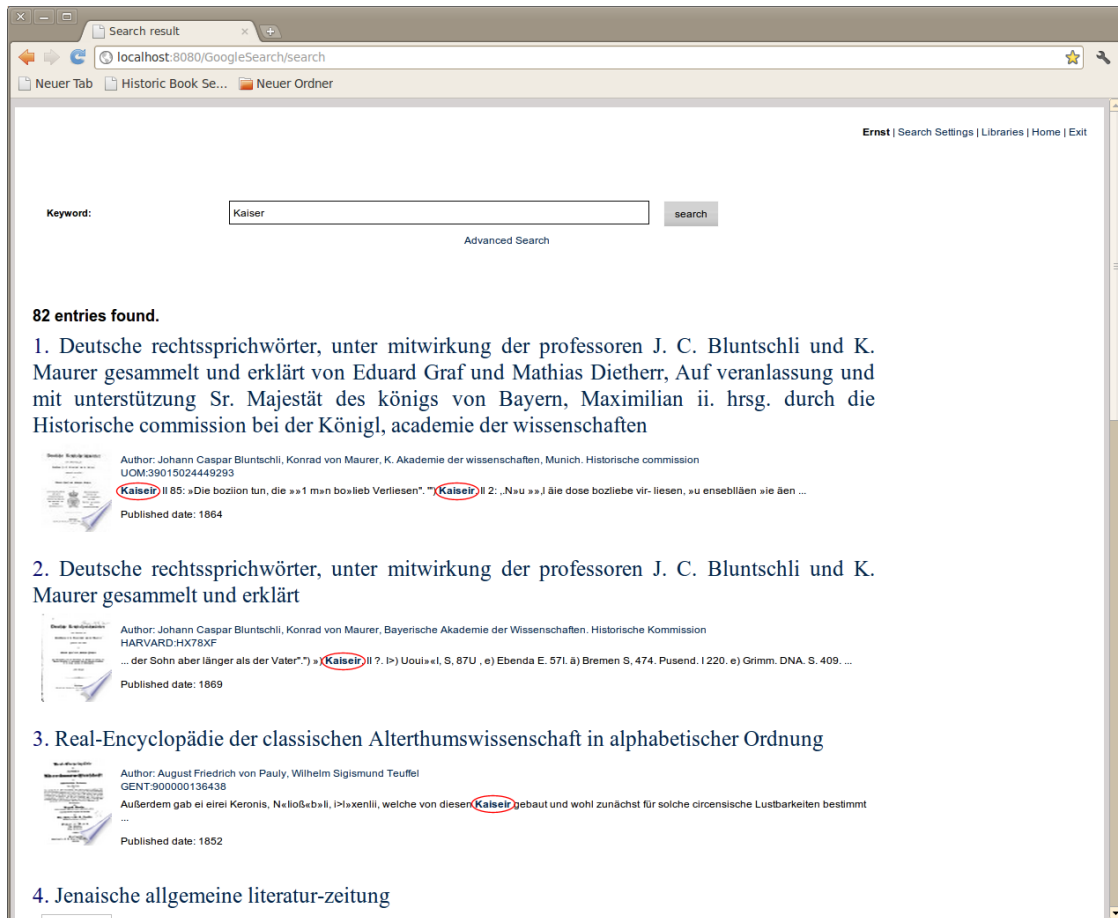 Search result
localhost:8080/GoogleSearch/search
Neuer Tab Historic Book Se... Neuer Ordner
Ernst | Search Settings | Libraries | Home | Exit
Keyword: Kaiser search
Advanced Search
82 entries found.
1. Deutsche rechtssprichwörter, unter mitwirkung der professoren J. C. Bluntschli und K.
Maurer gesammelt und erklärt von Eduard Graf und Mathias Dietherr, Auf veranlassung und
mit unterstützung Sr. Majestät des königs von Bayern, Maximilian ii. hrsg. durch die
Historische commission bei der Königl, academie der wissenschaften
Author: Johann Caspar Bluntschli, Konrad von Maurer, K. Akademie der wissenschaften, Munich. Historische commission
UOM:39015024449293
Kaiseir, II 85: »Die boziion tun, die »»1 m»n bo»lieb Verliesen". "') Kaiseir, II 2: ,.N»u »»,l äie dose bozliebe vir- liesen, »u enseblläen »ie äen ...
Published date: 1864
2. Deutsche rechtssprichwörter, unter mitwirkung der professoren J. C. Bluntschli und K.
Maurer gesammelt und erklärt
Author: Johann Caspar Bluntschli, Konrad von Maurer, Bayerische Akademie der Wissenschaften. Historische Kommission
HARVARD:HX78XF
... der Sohn aber länger als der Vater".") ») Kaiseir, II ?. I>) Uoui»«I, S, 87U , e) Ebenda E. 57I. ä) Bremen S, 474. Pusend. I 220. e) Grimm. DNA. S. 409. ...
Published date: 1869
3. Real-Encyclopädie der classischen Alterthumswissenschaft in alphabetischer Ordnung
Author: August Friedrich von Pauly, Wilhelm Sigismund Teuffel
GENT:900000136438
Außerdem gab ei eirei Keronis, N«lioß«b»li, i>l»xenlii, welche von diesen Kaiseir gebaut und wohl zunächst für solche circensische Lustbarkeiten bestimmt
...
Published date: 1852
4. Jenaische allgemeine literatur-zeitung